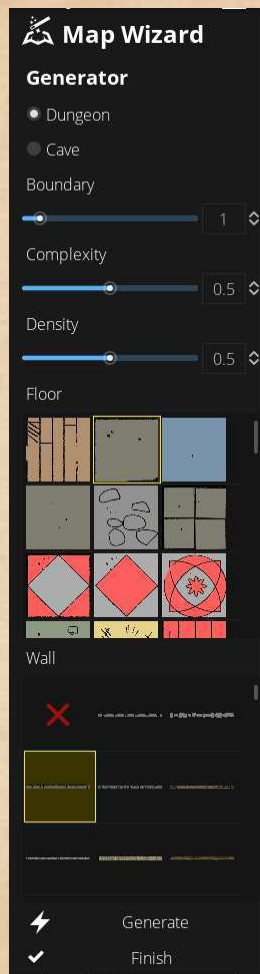 Map Wizard
Generator
Dungeon
Cave
Boundary
1
Complexity
0.5
Density
0.5
Floor
Wall
Generate
Finish